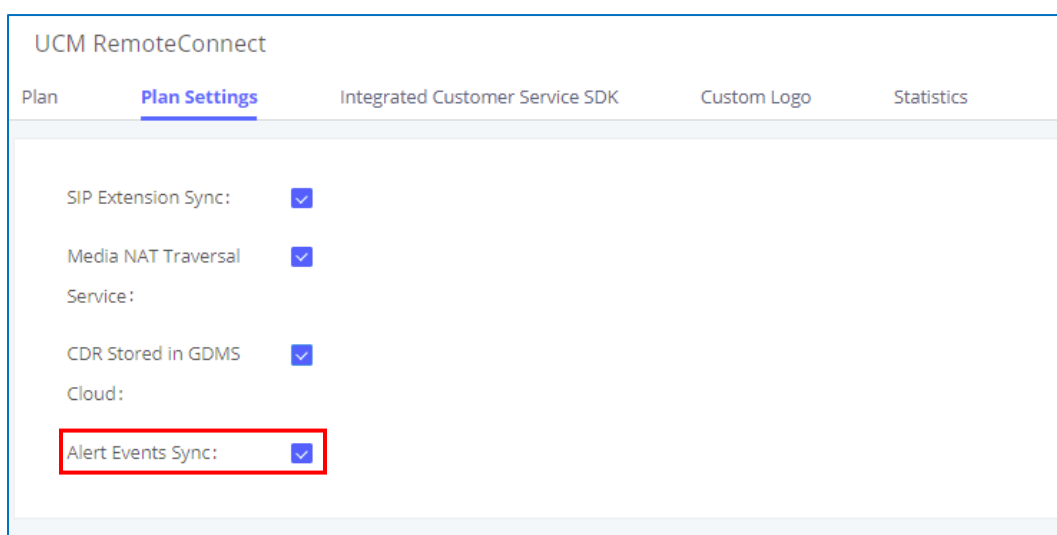 UCM RemoteConnect
Plan Plan Settings Integrated Customer Service SDK Custom Logo Statistics
SIP Extension Sync:
Media NAT Traversal
Service:
CDR Stored in GDMS
Cloud:
Alert Events Sync: